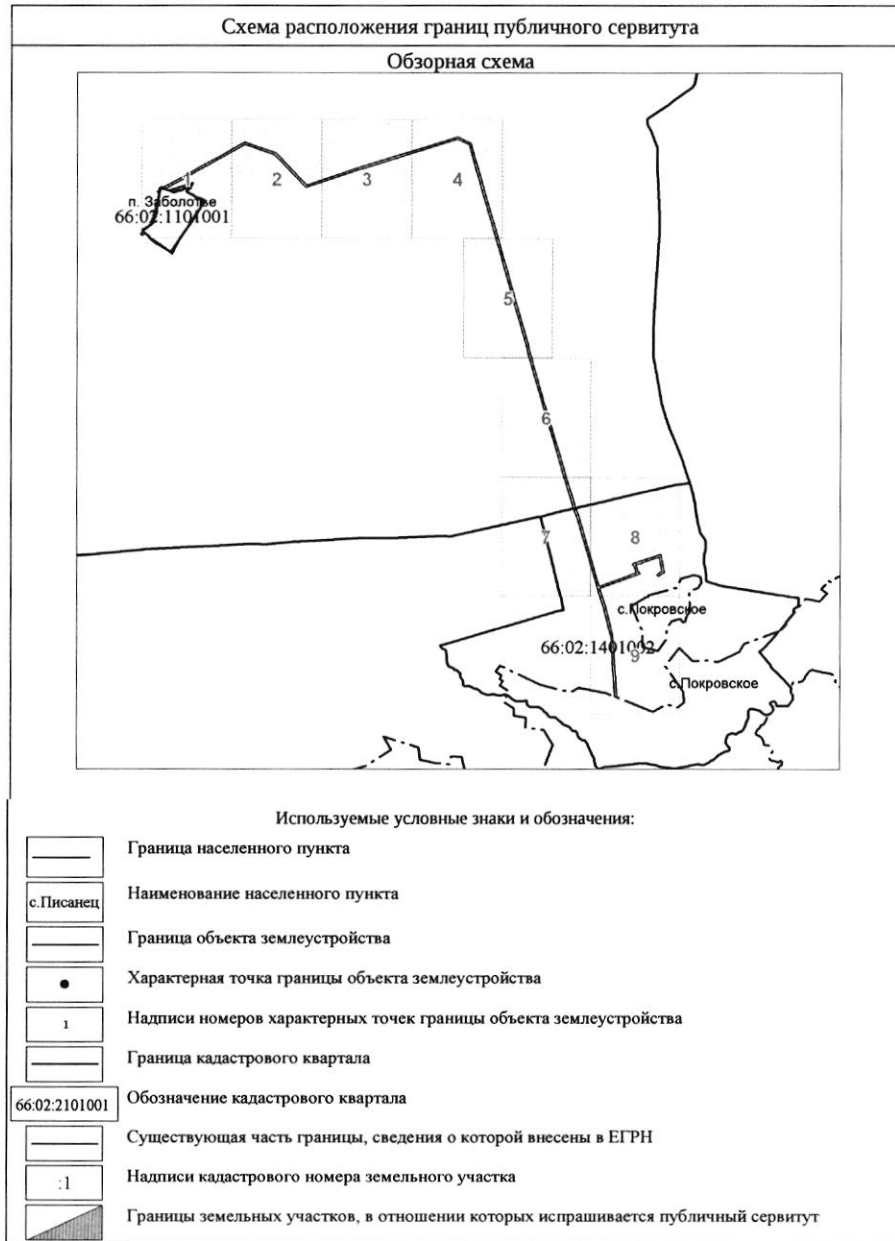 Схема расположения границ публичного сервитута
Обзорная схема
1
2
3
4
п. Заболотье
66:02:1101001
5
6
7
8
с.Покровское
66:02:1401002
9
с.Покровское
Используемые условные знаки и обозначения:
Граница населенного пункта
с.Писанец Наименование населенного пункта
Граница объекта землеустройства
Характерная точка границы объекта землеустройства
1 Надписи номеров характерных точек границы объекта землеустройства
Граница кадастрового квартала
66:02:2101001 Обозначение кадастрового квартала
Существующая часть границы, сведения о которой внесены в ЕГРН
:1 Надписи кадастрового номера земельного участка
Границы земельных участков, в отношении которых испрашивается публичный сервитут